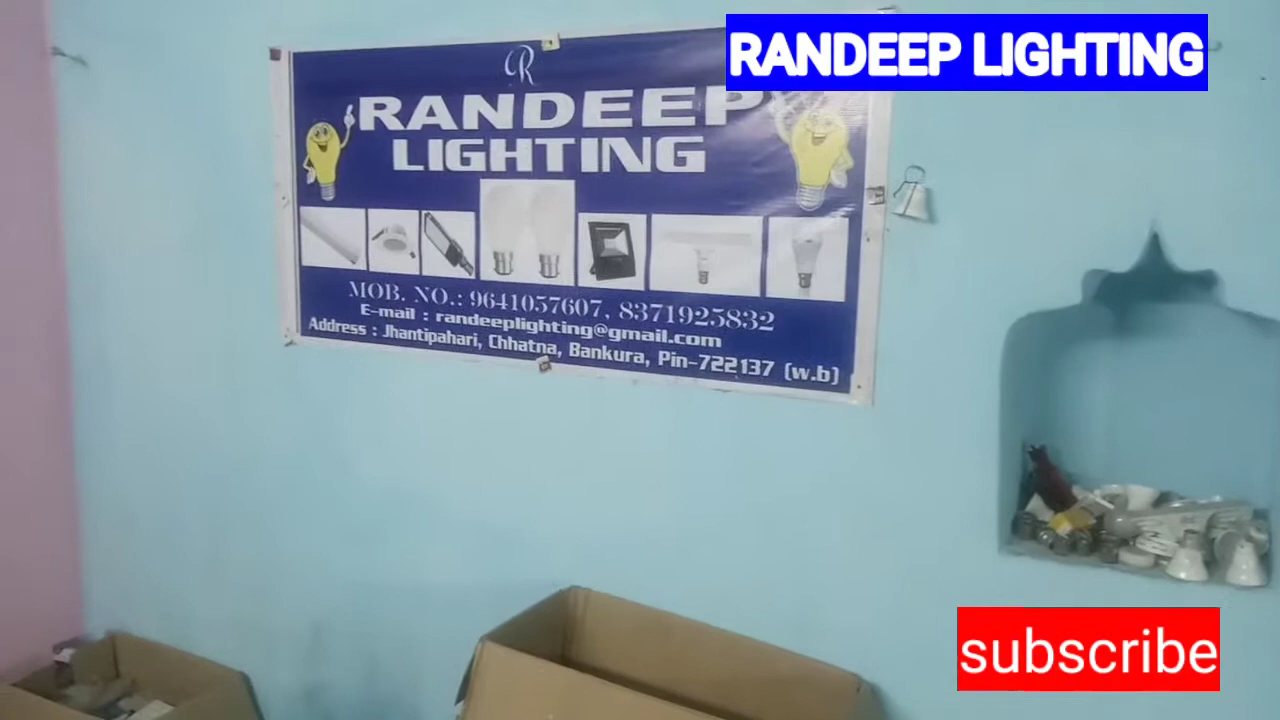 RANDEEP LIGHTING
R
RANDEEP
LIGHTING
MOB. NO.: 9641057607, 8371925832
E-mail : randeeplighting@gmail.com
Address : Jhantipahari, Chhatna, Bankura, Pin-722137 (w.b)
subscribe